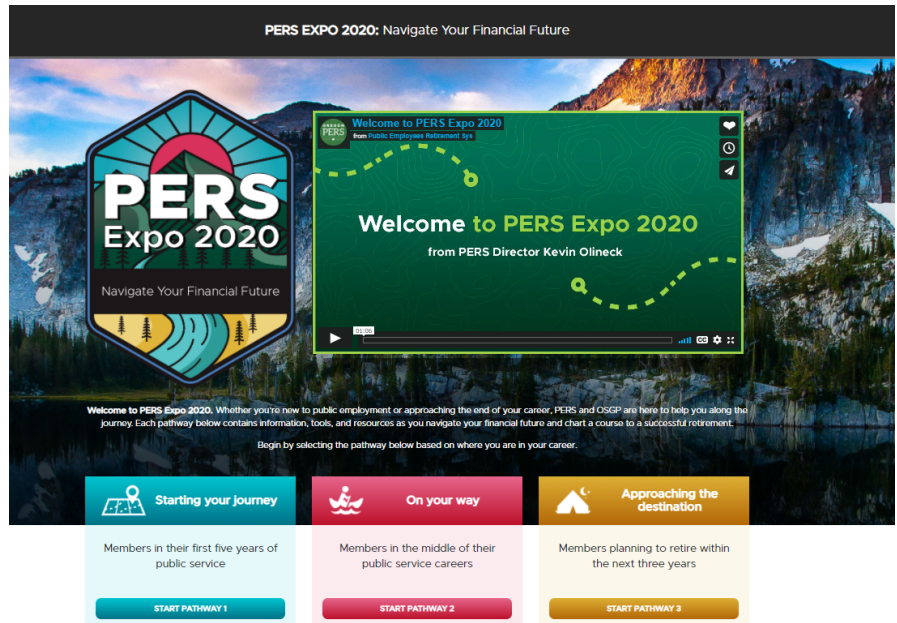 PERS EXPO 2020: Navigate Your Financial Future
PERS
Expo 2020
Navigate Your Financial Future
PERS
Welcome to PERS Expo 2020
from Public Employees Retirement Sys
Welcome to PERS Expo 2020
from PERS Director Kevin Olineck
01:06
CC
Welcome to PERS Expo 2020. Whether you're new to public employment or approaching the end of your career, PERS and OSGP are here to help you along the
journey. Each pathway below contains information, tools, and resources as you navigate your financial future and chart a course to a successful retirement.
Begin by selecting the pathway below based on where you are in your career.
Starting your journey
Members in their first five years of
public service
START PATHWAY 1
On your way
Members in the middle of their
public service careers
START PATHWAY 2
Approaching the
destination
Members planning to retire within
the next three years
START PATHWAY 3